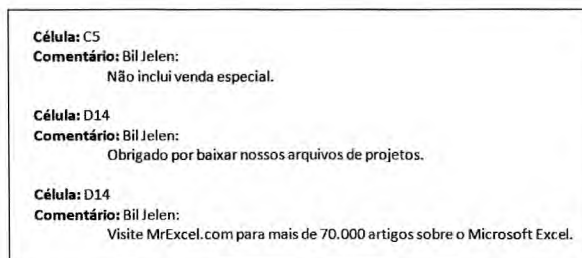 Célula: C5
Comentário: Bil Jelen:
Não inclui venda especial.
Célula: D14
Comentário: Bil Jelen:
Obrigado por baixar nossos arquivos de projetos.
Célula: D14
Comentário: Bil Jelen:
Visite MrExcel.com para mais de 70.000 artigos sobre o Microsoft Excel.